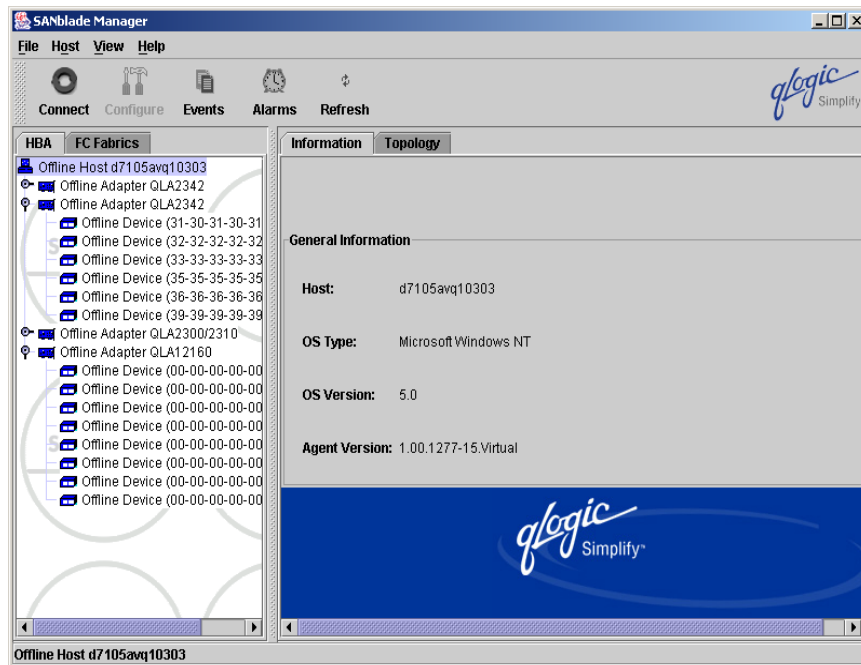 SANblade Manager
File Host View Help
Connect Configure Events Alarms Refresh
qlogic
Simplify
HBA FC Fabrics
Information Topology
Offline Host d7105avq10303
Offline Adapter QLA2342
Offline Adapter QLA2342
Offline Device (31-30-31-30-31
Offline Device (32-32-32-32-32
Offline Device (33-33-33-33-33
Offline Device (35-35-35-35-35
Offline Device (36-36-36-36-36
Offline Device (39-39-39-39-39
Offline Adapter QLA2300/2310
Offline Adapter QLA12160
Offline Device (00-00-00-00-00
Offline Device (00-00-00-00-00
Offline Device (00-00-00-00-00
Offline Device (00-00-00-00-00
Offline Device (00-00-00-00-00
Offline Device (00-00-00-00-00
Offline Device (00-00-00-00-00
Offline Device (00-00-00-00-00
General Information
Host: d7105avq10303
OS Type: Microsoft Windows NT
OS Version: 5.0
Agent Version: 1.00.1277-15.Virtual
qlogic
Simplify™
Offline Host d7105avq10303